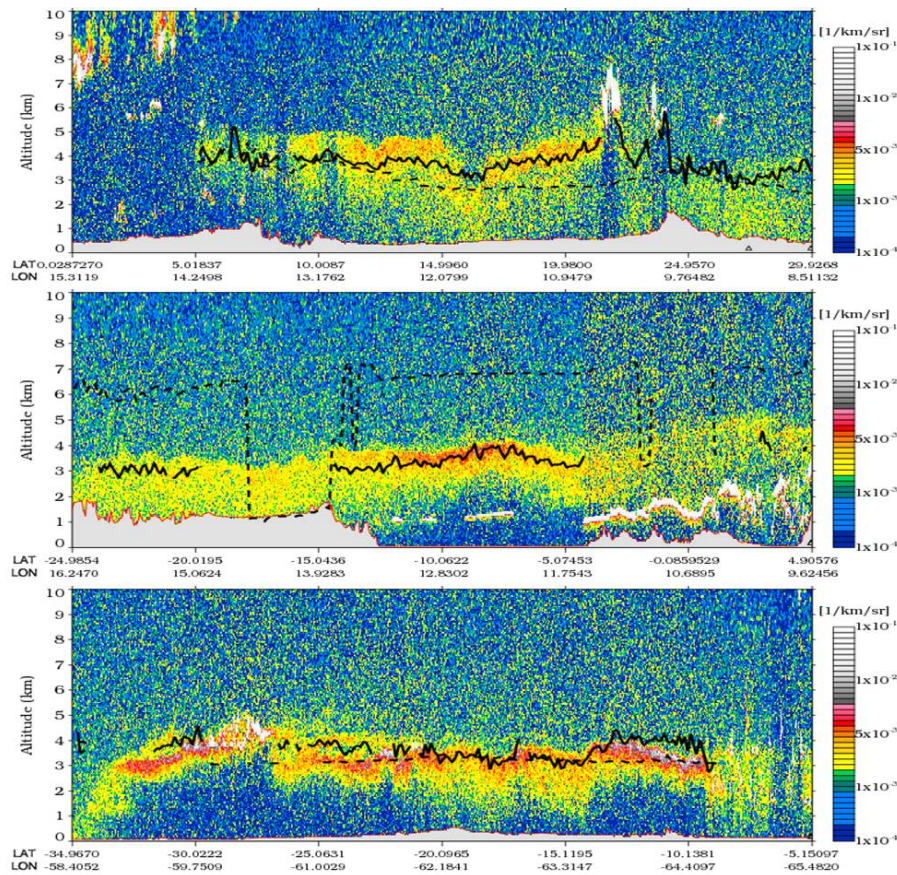 [1/km/sr]
10
9
8
7
6
5
4
3
2
1
0
Altitude (km)
1x10-1
1x10-2
5x10-3
1x10-3
1x10-4
LAT 0.0287270 5.01837 10.0087 14.9960 19.9800 24.9570 29.9268
LON 15.3119 14.2498 13.1762 12.0799 10.9479 9.76482 8.51132
[1/km/sr]
10
9
8
7
6
5
4
3
2
1
0
Altitude (km)
1x10-1
1x10-2
5x10-3
1x10-3
1x10-4
LAT -24.9854 -20.0195 -15.0436 -10.0622 -5.07453 -0.0859529 4.90576
LON 16.2470 15.0624 13.9283 12.8302 11.7543 10.6895 9.62456
[1/km/sr]
10
9
8
7
6
5
4
3
2
1
0
Altitude (km)
1x10-1
1x10-2
5x10-3
1x10-3
1x10-4
LAT -34.9670 -30.0222 -25.0631 -20.0965 -15.1195 -10.1381 -5.15097
LON -58.4052 -59.7509 -61.0029 -62.1841 -63.3147 -64.4097 -65.4820